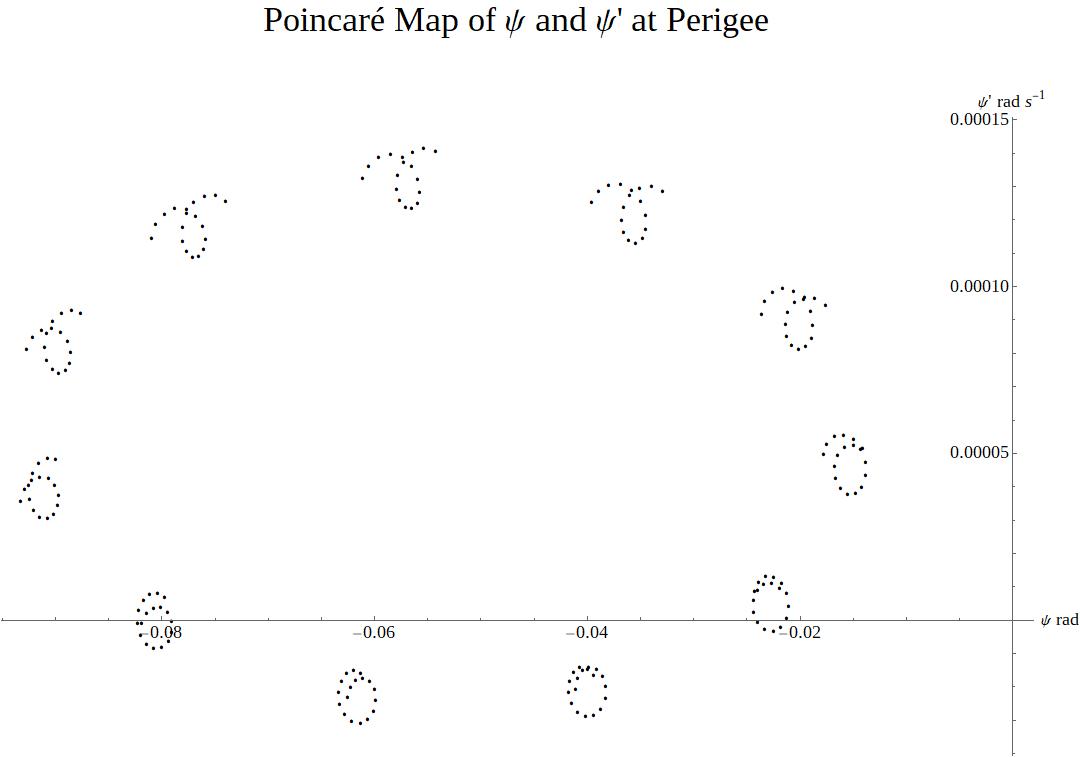 Poincaré Map of ψ and ψ' at Perigee
ψ' rad s⁻¹
0.00015
0.00010
0.00005
−0.08
−0.06
−0.04
−0.02
ψ rad